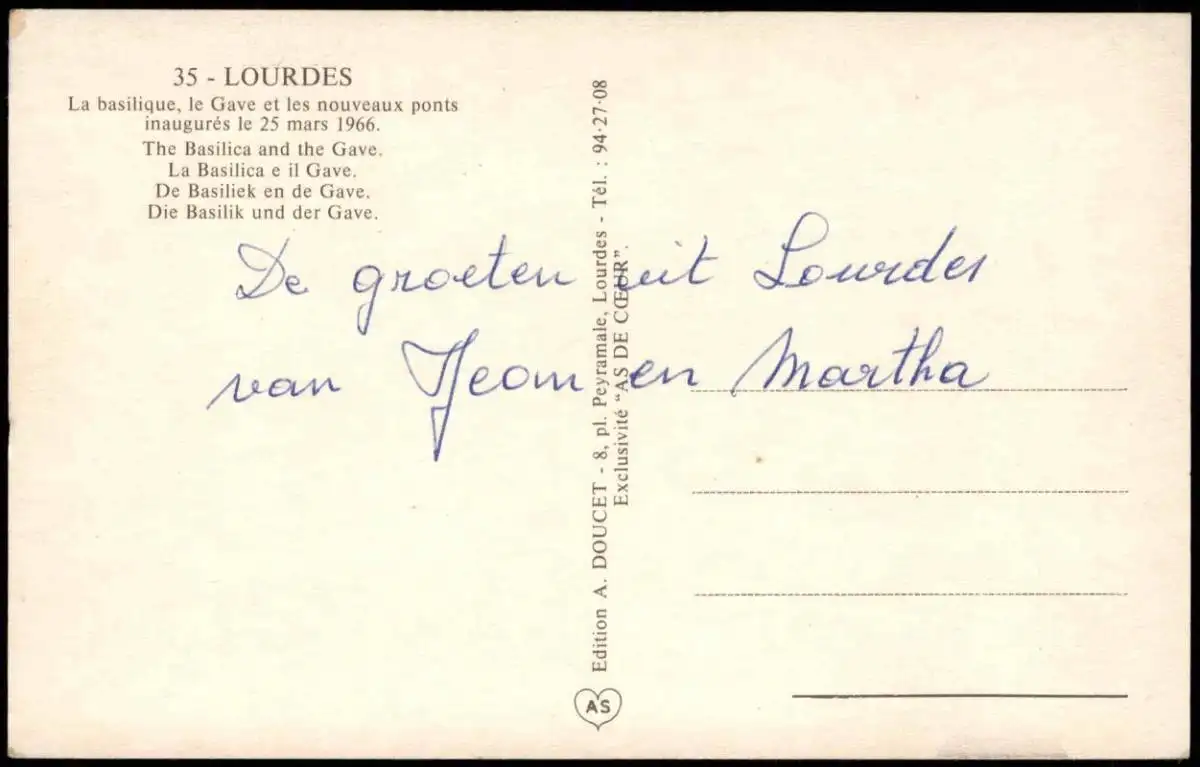 35 - LOURDES
La basilique, le Gave et les nouveaux ponts
inaugurés le 25 mars 1966.
The Basilica and the Gave.
La Basilica e il Gave.
De Basiliek en de Gave.
Die Basilik und der Gave.
De groeten uit Lourdes
van Jean en Martha
Edition A. DOUCET - 8, pl. Peyramale, Lourdes - Tél. : 94·27·08
Exclusivité "AS DE CŒUR".
AS